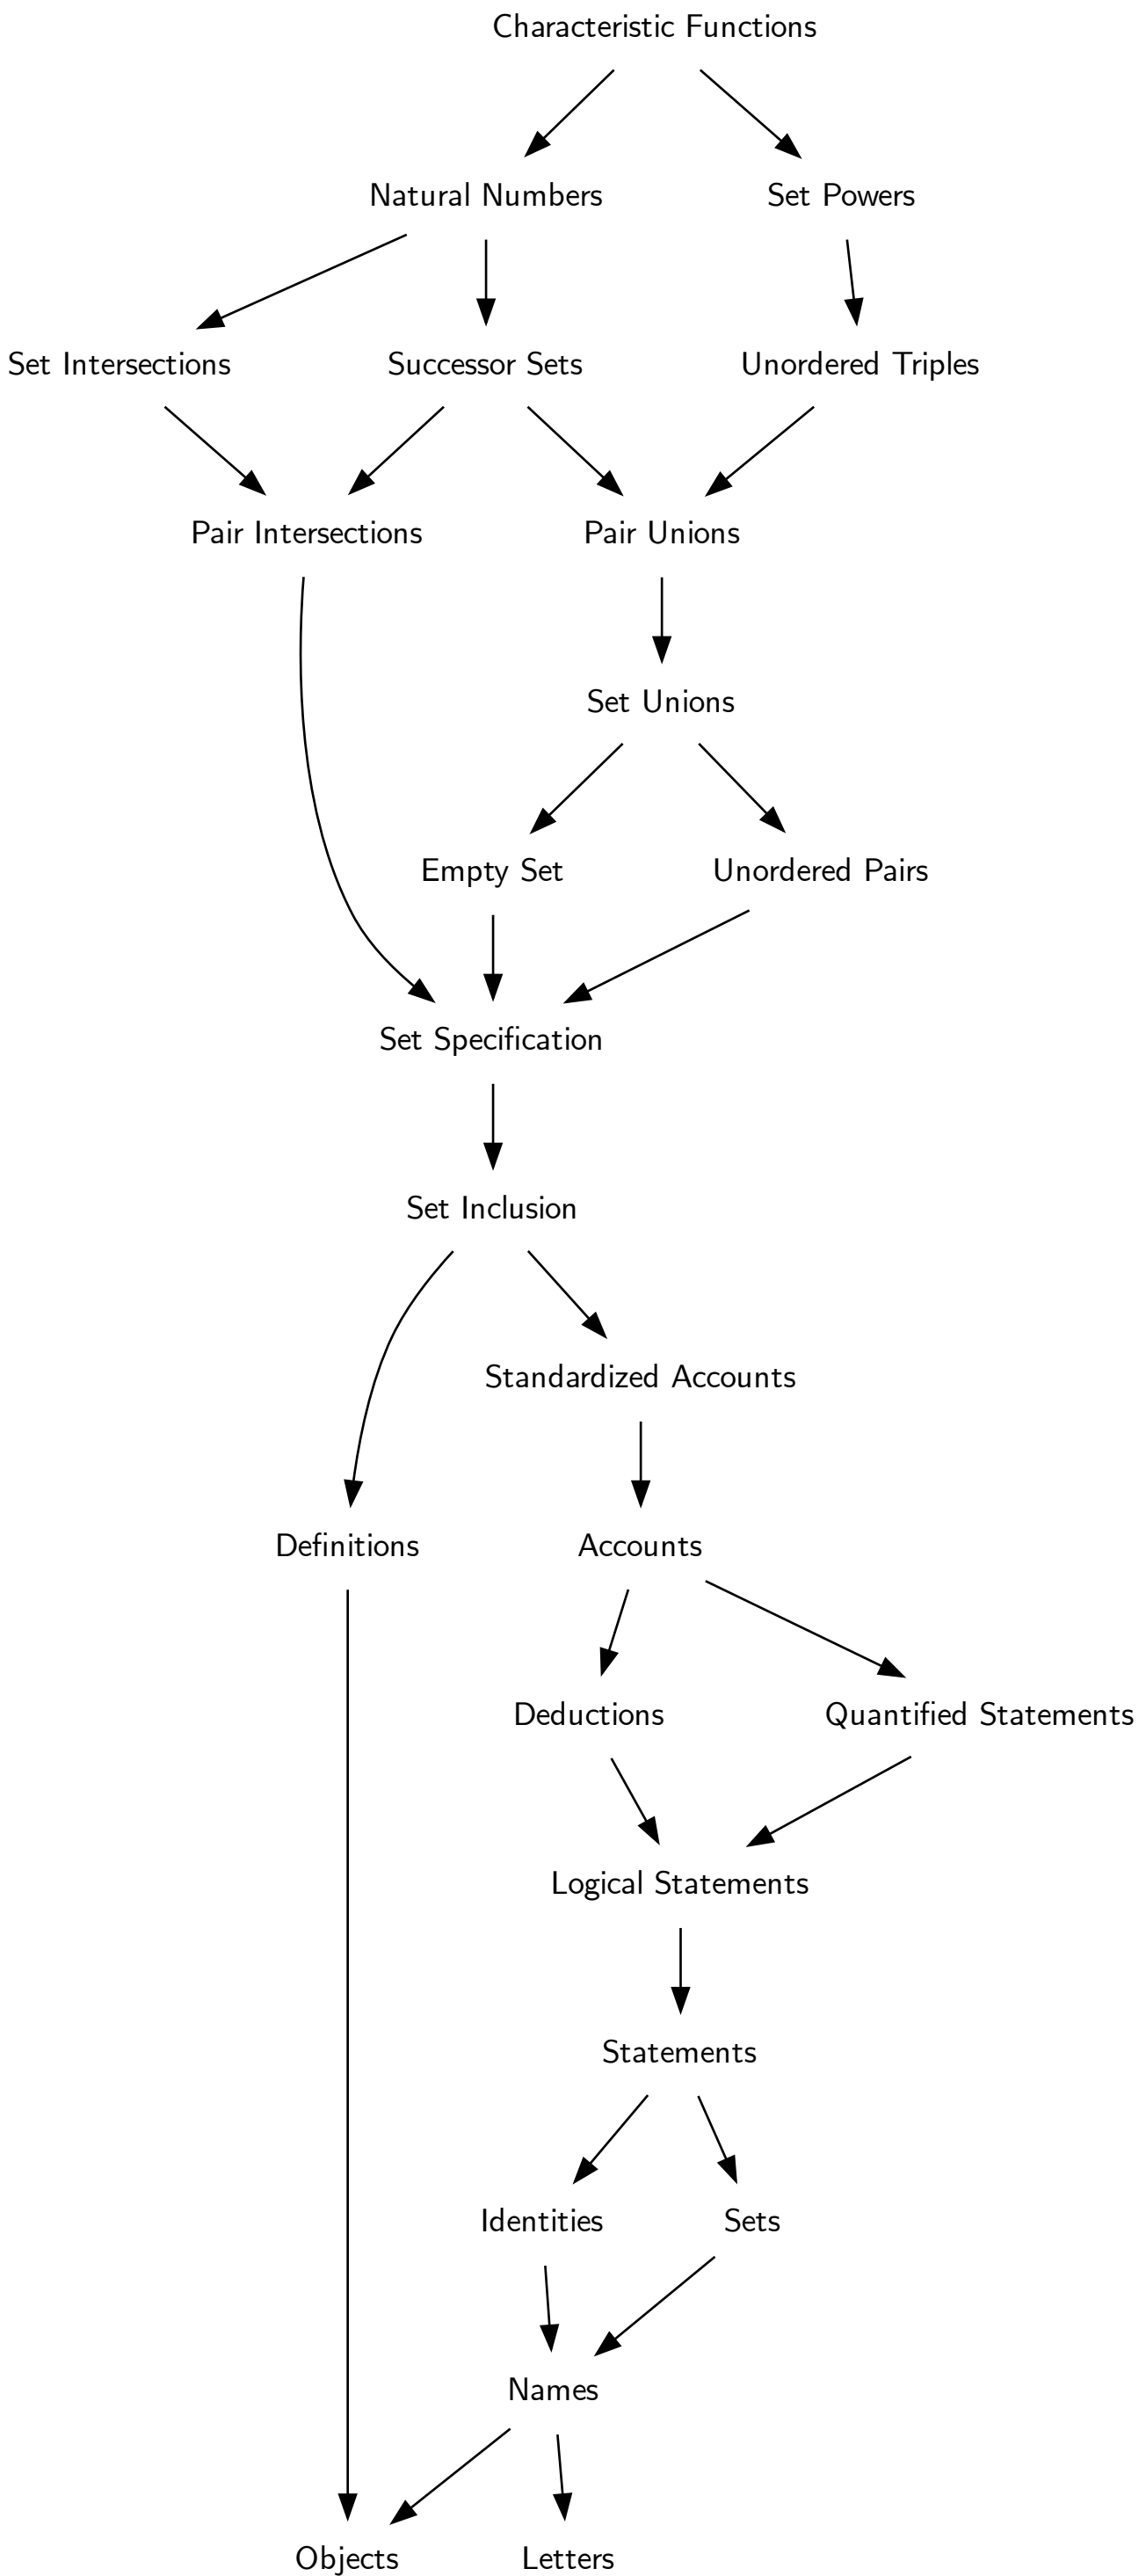 Characteristic Functions
Natural Numbers
Set Powers
Set Intersections
Successor Sets
Unordered Triples
Pair Intersections
Pair Unions
Set Unions
Empty Set
Unordered Pairs
Set Specification
Set Inclusion
Standardized Accounts
Definitions
Accounts
Deductions
Quantified Statements
Logical Statements
Statements
Identities
Sets
Names
Objects
Letters